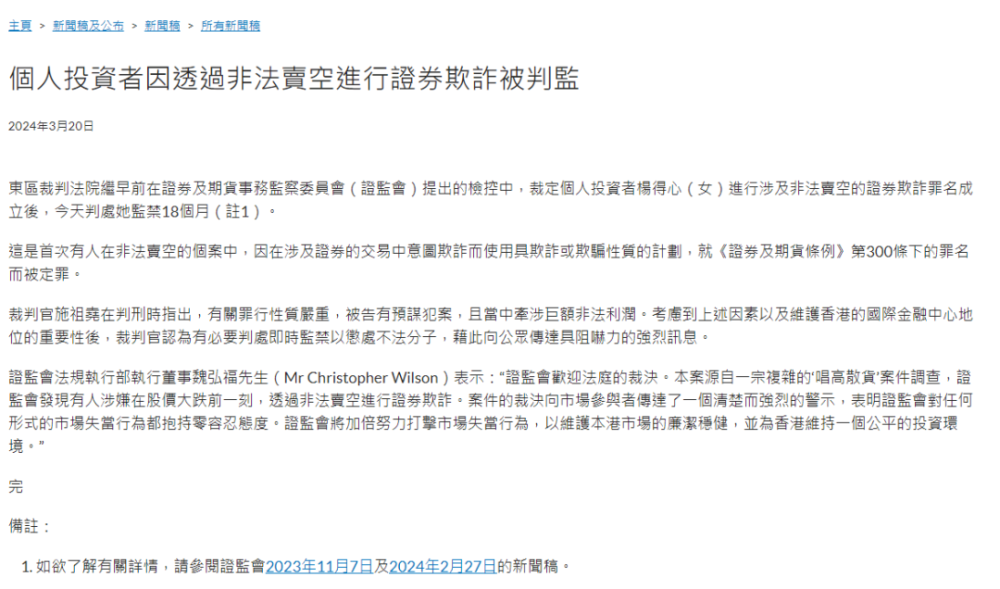 主頁 > 新聞稿及公布 > 新聞稿 > 所有新聞稿
個人投資者因透過非法賣空進行證券欺詐被判監
2024年3月20日
東區裁判法院繼早前在證券及期貨事務監察委員會（證監會）提出的檢控中，裁定個人投資者楊得心（女）進行涉及非法賣空的證券欺詐罪名成
立後，今天判處她監禁18個月（註1）。
這是首次有人在非法賣空的個案中，因在涉及證券的交易中意圖欺詐而使用具欺詐或欺騙性質的計劃，就《證券及期貨條例》第300條下的罪名
而被定罪。
裁判官施祖堯在判刑時指出，有關罪行性質嚴重，被告有預謀犯案，且當中牽涉巨額非法利潤。考慮到上述因素以及維護香港的國際金融中心地
位的重要性後，裁判官認為有必要判處即時監禁以懲處不法分子，藉此向公眾傳達具阻嚇力的強烈訊息。
證監會法規執行部執行董事魏弘福先生（Mr Christopher Wilson）表示：“證監會歡迎法庭的裁決。本案源自一宗複雜的‘唱高散貨’案件調查，證
監會發現有人涉嫌在股價大跌前一刻，透過非法賣空進行證券欺詐。案件的裁決向市場參與者傳達了一個清楚而強烈的警示，表明證監會對任何
形式的市場失當行為都抱持零容忍態度。證監會將加倍努力打擊市場失當行為，以維護本港市場的廉潔穩健，並為香港維持一個公平的投資環
境。”
完
備註：
1. 如欲了解有關詳情，請參閱證監會2023年11月7日及2024年2月27日的新聞稿。